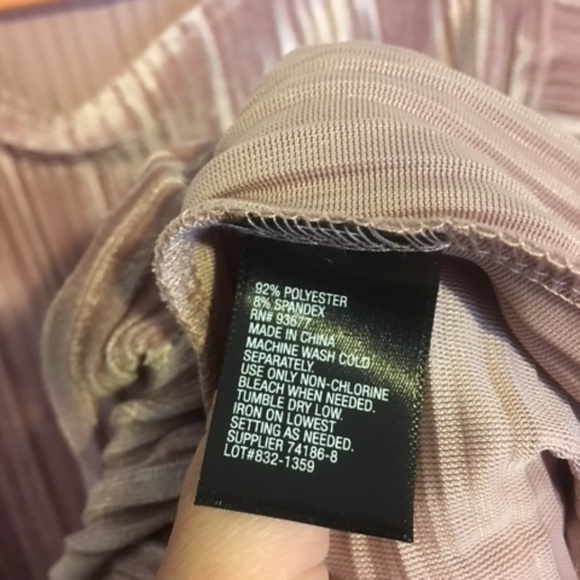 92% POLYESTER
8% SPANDEX
RN# 93677
MADE IN CHINA
MACHINE WASH COLD
SEPARATELY.
USE ONLY NON-CHLORINE
BLEACH WHEN NEEDED.
TUMBLE DRY LOW.
IRON ON LOWEST
SETTING AS NEEDED.
SUPPLIER 74186-8
LOT#832-1359